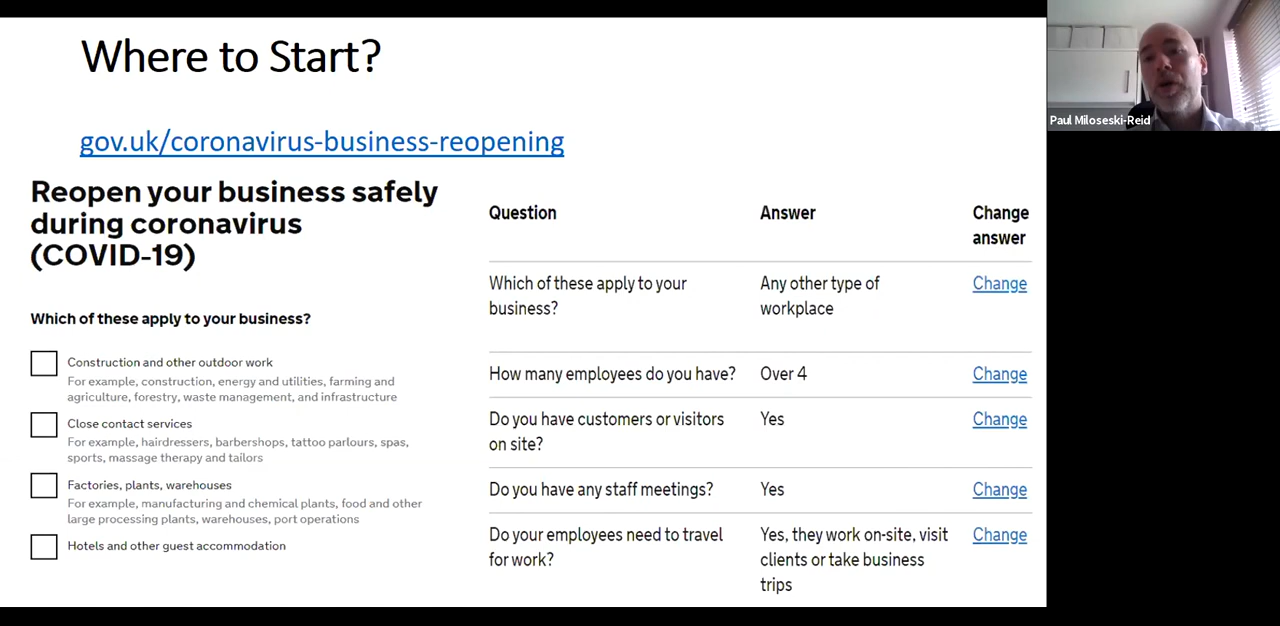 Where to Start?
gov.uk/coronavirus-business-reopening
Reopen your business safely
during coronavirus
(COVID-19)
Which of these apply to your business?
Construction and other outdoor work
For example, construction, energy and utilities, farming and
agriculture, forestry, waste management, and infrastructure
Close contact services
For example, hairdressers, barbershops, tattoo parlours, spas,
sports, massage therapy and tailors
Factories, plants, warehouses
For example, manufacturing and chemical plants, food and other
large processing plants, warehouses, port operations
Hotels and other guest accommodation
Question Answer Change
answer
Which of these apply to your Any other type of Change
business? workplace
How many employees do you have? Over 4 Change
Do you have customers or visitors Yes Change
on site?
Do you have any staff meetings? Yes Change
Do your employees need to travel Yes, they work on-site, visit Change
for work? clients or take business
trips
Paul Miloseski-Reid